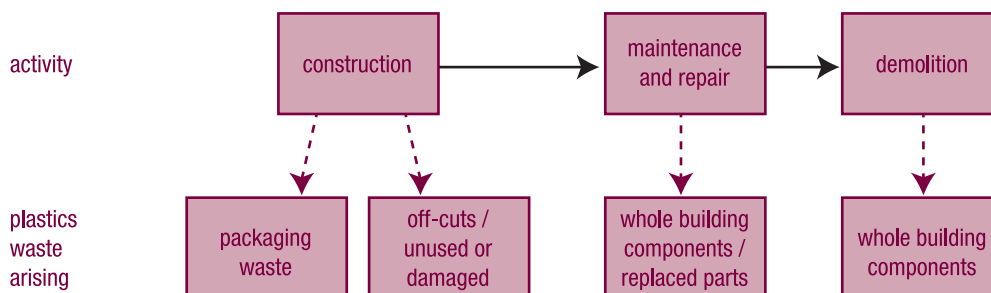 activity
construction
maintenance
and repair
demolition
plastics
waste
arising
packaging
waste
off-cuts /
unused or
damaged
whole building
components /
replaced parts
whole building
components